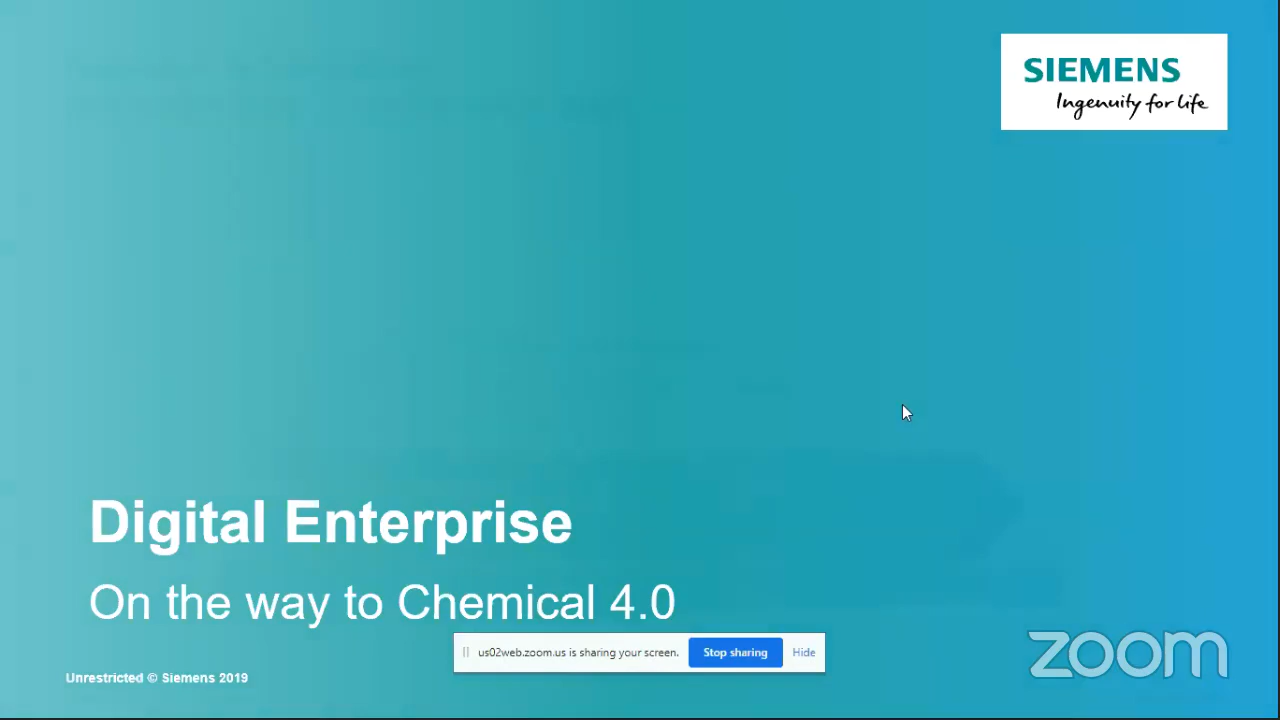 SIEMENS
Ingenuity for life
Digital Enterprise
On the way to Chemical 4.0
us02web.zoom.us is sharing your screen. Stop sharing Hide
Unrestricted © Siemens 2019
zoom